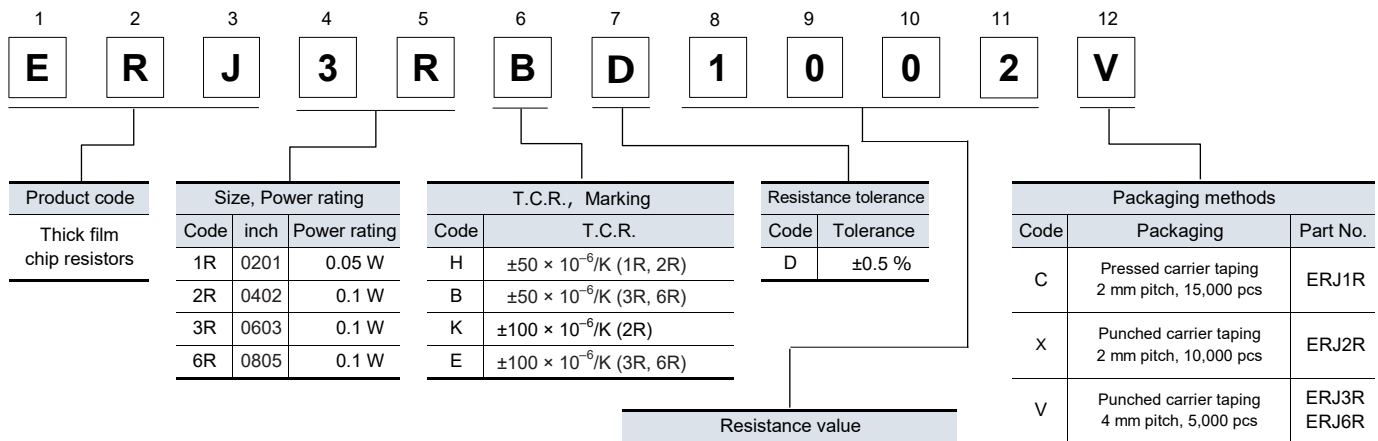 1 2 3 4 5 6 7 8 9 10 11 12
E R J 3 R B D 1 0 0 2 V
Product code
Thick film
chip resistors
Size, Power rating
Code inch Power rating
1R 0201 0.05 W
2R 0402 0.1 W
3R 0603 0.1 W
6R 0805 0.1 W
T.C.R., Marking
Code T.C.R.
H ±50 × 10⁻⁶/K (1R, 2R)
B ±50 × 10⁻⁶/K (3R, 6R)
K ±100 × 10⁻⁶/K (2R)
E ±100 × 10⁻⁶/K (3R, 6R)
Resistance tolerance
Code Tolerance
D ±0.5 %
Resistance value
Packaging methods
Code Packaging Part No.
C Pressed carrier taping
2 mm pitch, 15,000 pcs ERJ1R
X Punched carrier taping
2 mm pitch, 10,000 pcs ERJ2R
V Punched carrier taping
4 mm pitch, 5,000 pcs ERJ3R
ERJ6R